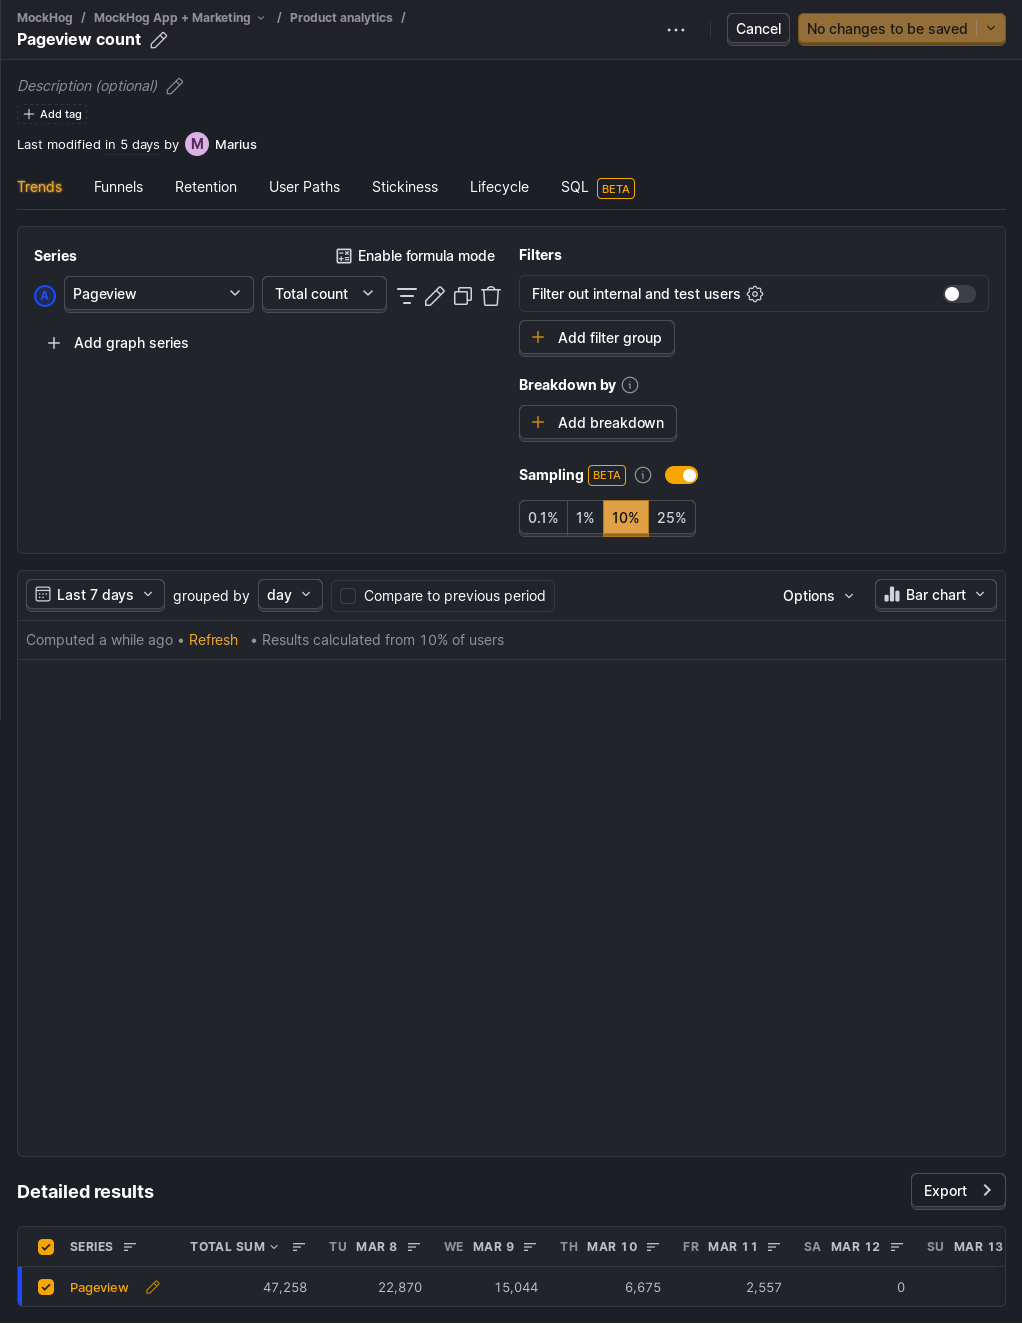 MockHog / MockHog App + Marketing / Product analytics /
Pageview count
Cancel
No changes to be saved
Description (optional)
Add tag
Last modified in 5 days by M Marius
Trends Funnels Retention User Paths Stickiness Lifecycle SQL BETA
Series
Enable formula mode
A Pageview Total count
Add graph series
Filters
Filter out internal and test users
Add filter group
Breakdown by
Add breakdown
Sampling BETA
0.1% 1% 10% 25%
Last 7 days grouped by day Compare to previous period Options Bar chart
Computed a while ago • Refresh • Results calculated from 10% of users
Detailed results
Export
SERIES TOTAL SUM TU MAR 8 WE MAR 9 TH MAR 10 FR MAR 11 SA MAR 12 SU MAR 13
Pageview 47,258 22,870 15,044 6,675 2,557 0